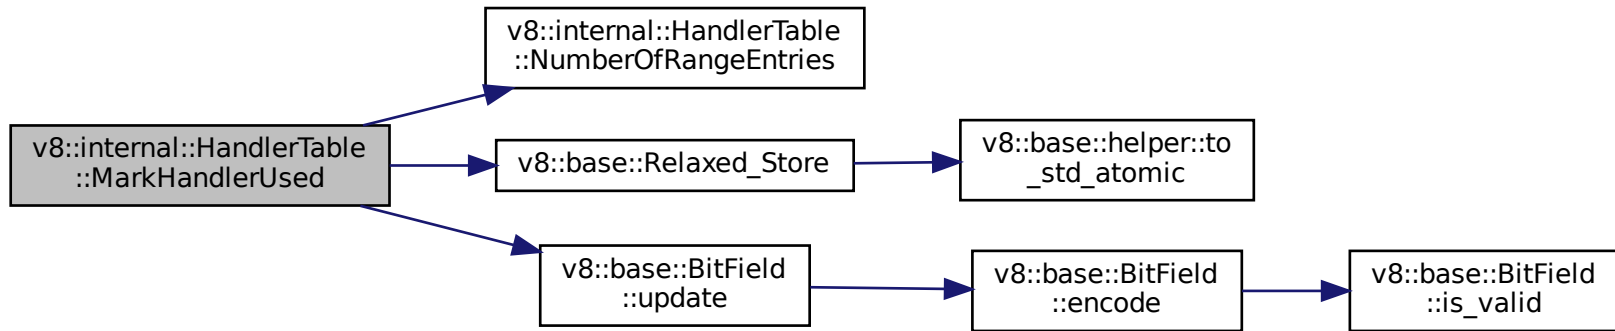 v8::internal::HandlerTable
::NumberOfRangeEntries
v8::internal::HandlerTable
::MarkHandlerUsed
v8::base::Relaxed_Store
v8::base::helper::to
_std_atomic
v8::base::BitField
::update
v8::base::BitField
::encode
v8::base::BitField
::is_valid